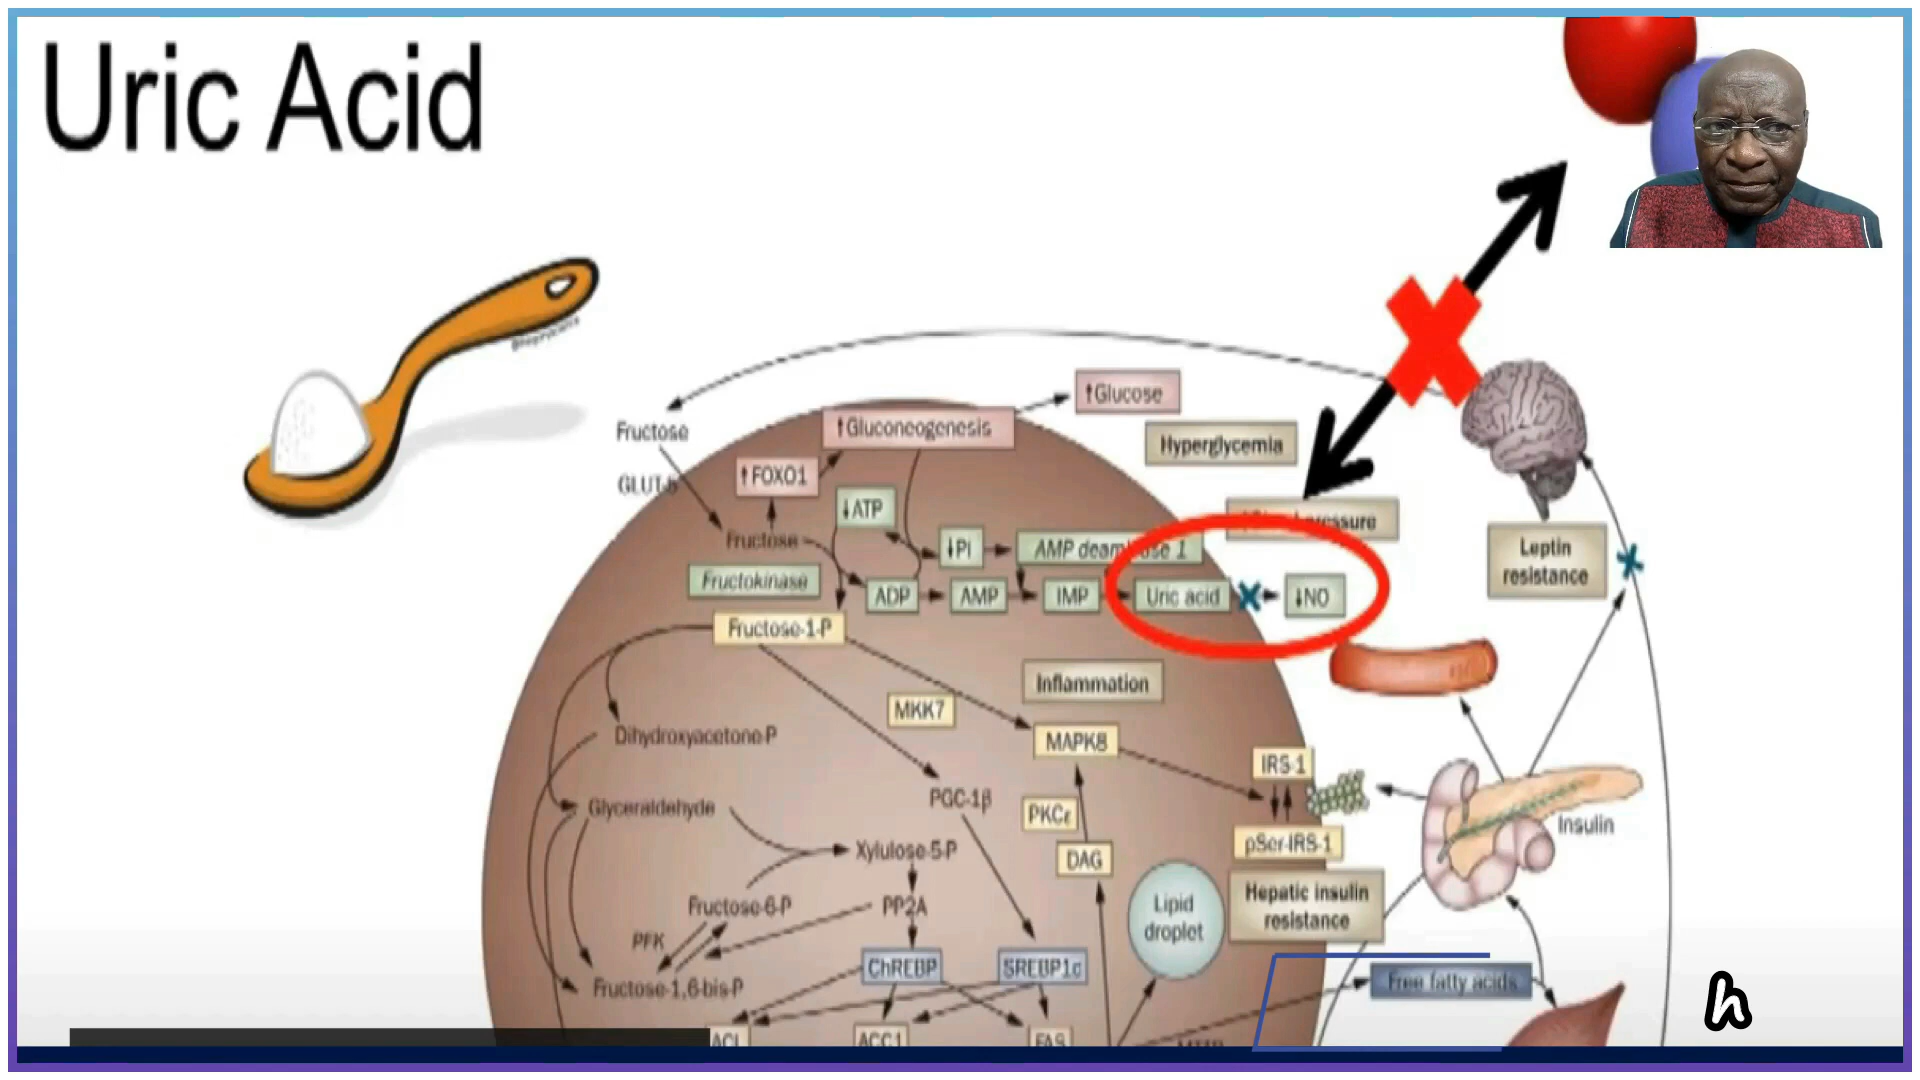 Uric Acid
↑Glucose
Fructose
↑Gluconeogenesis
Hyperglycemia
GLUT-5
↑FOXO1
↓ATP
pressure
Leptin
resistance
Fructose
↓Pi
AMP deaminase 1
Fructokinase
ADP
AMP
IMP
Uric acid
↓NO
Fructose-1-P
Inflammation
MKK7
Dihydroxyacetone-P
MAPK8
IRS-1
Glyceraldehyde
PGC-1β
PKCε
Insulin
pSer-IRS-1
Xylulose-5-P
DAG
Hepatic insulin
resistance
Lipid
droplet
Fructose-6-P
PP2A
PFK
ChREBP
SREBP1c
Fructose-1,6-bis-P
Free fatty acids
h
ACL
ACC1
FAS